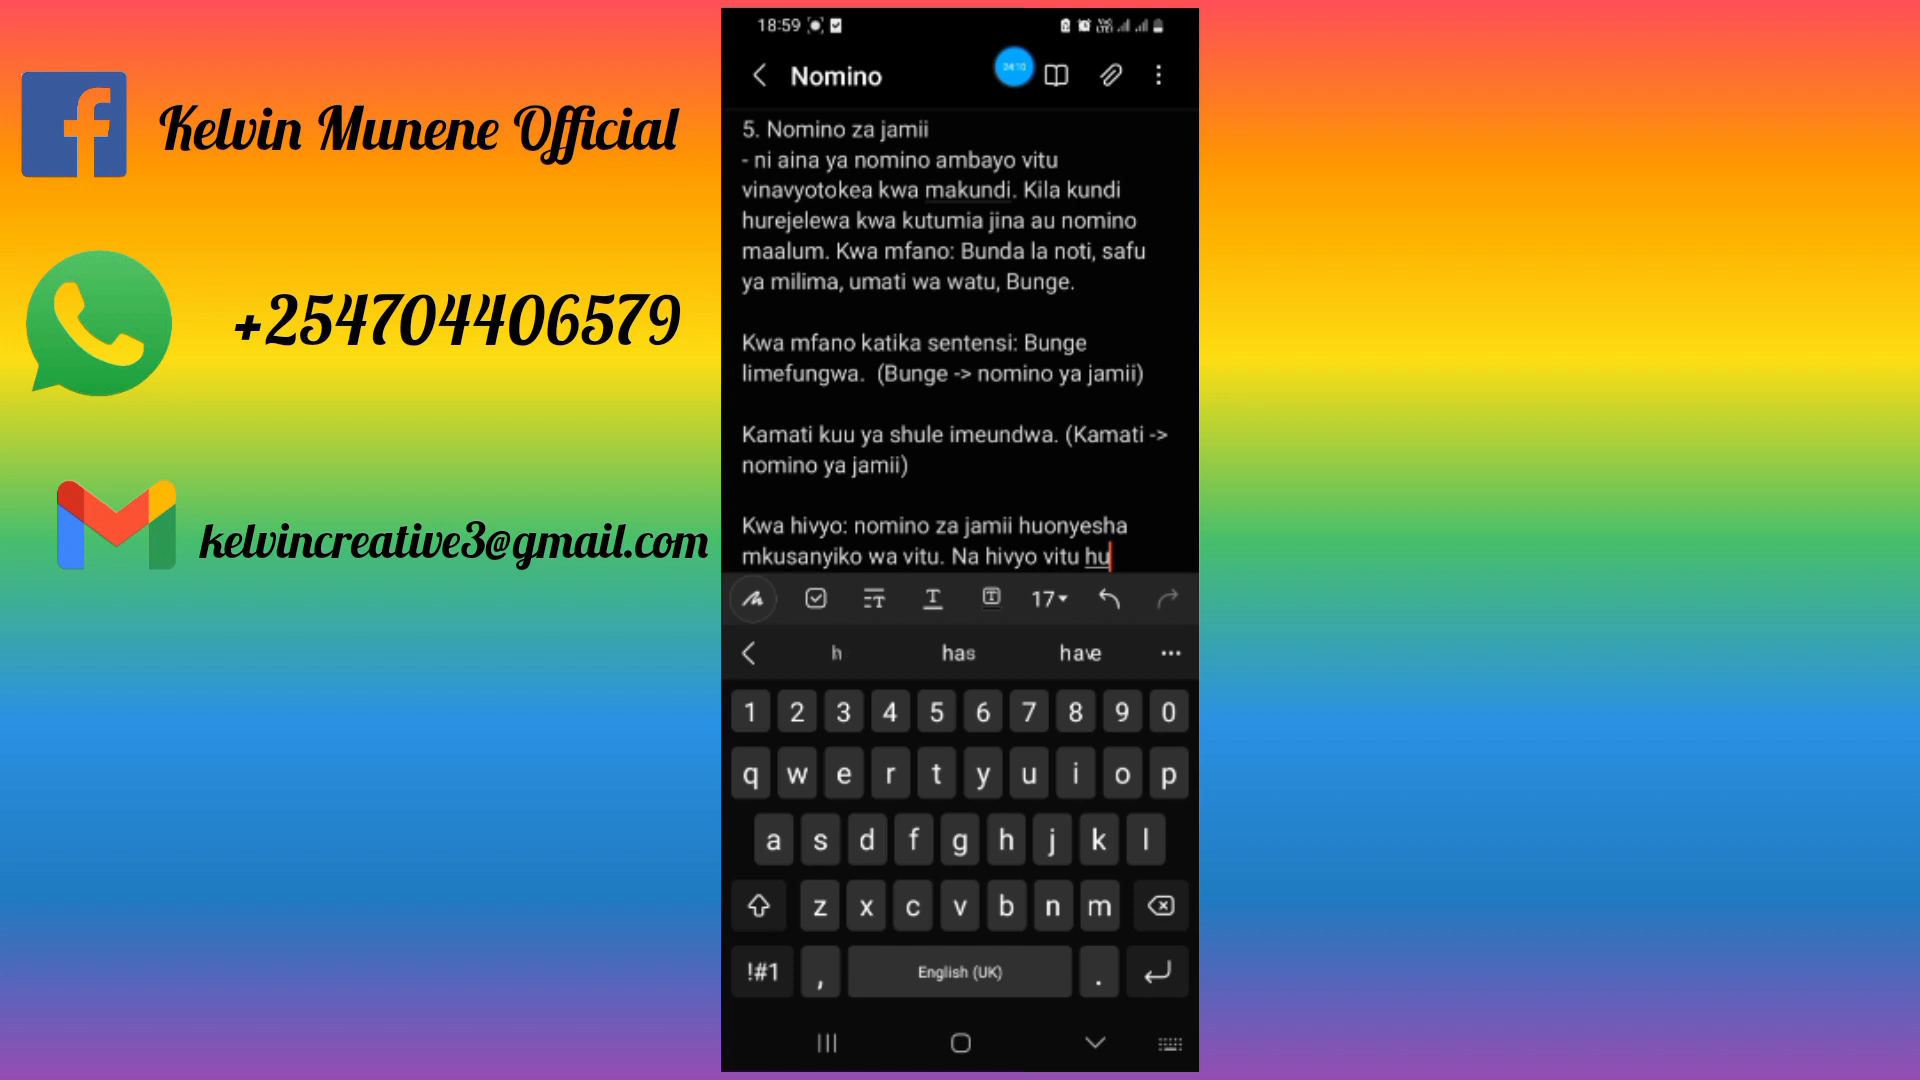 Kelvin Munene Official
+254704406579
kelvincreative3@gmail.com
18:59
Nomino
24:10
5. Nomino za jamii
- ni aina ya nomino ambayo vitu
vinavyotokea kwa makundi. Kila kundi
hurejelewa kwa kutumia jina au nomino
maalum. Kwa mfano: Bunda la noti, safu
ya milima, umati wa watu, Bunge.
Kwa mfano katika sentensi: Bunge
limefungwa. (Bunge -> nomino ya jamii)
Kamati kuu ya shule imeundwa. (Kamati ->
nomino ya jamii)
Kwa hivyo: nomino za jamii huonyesha
mkusanyiko wa vitu. Na hivyo vitu hu
17
h has have
1 2 3 4 5 6 7 8 9 0
q w e r t y u i o p
a s d f g h j k l
z x c v b n m
!#1 , English (UK) .